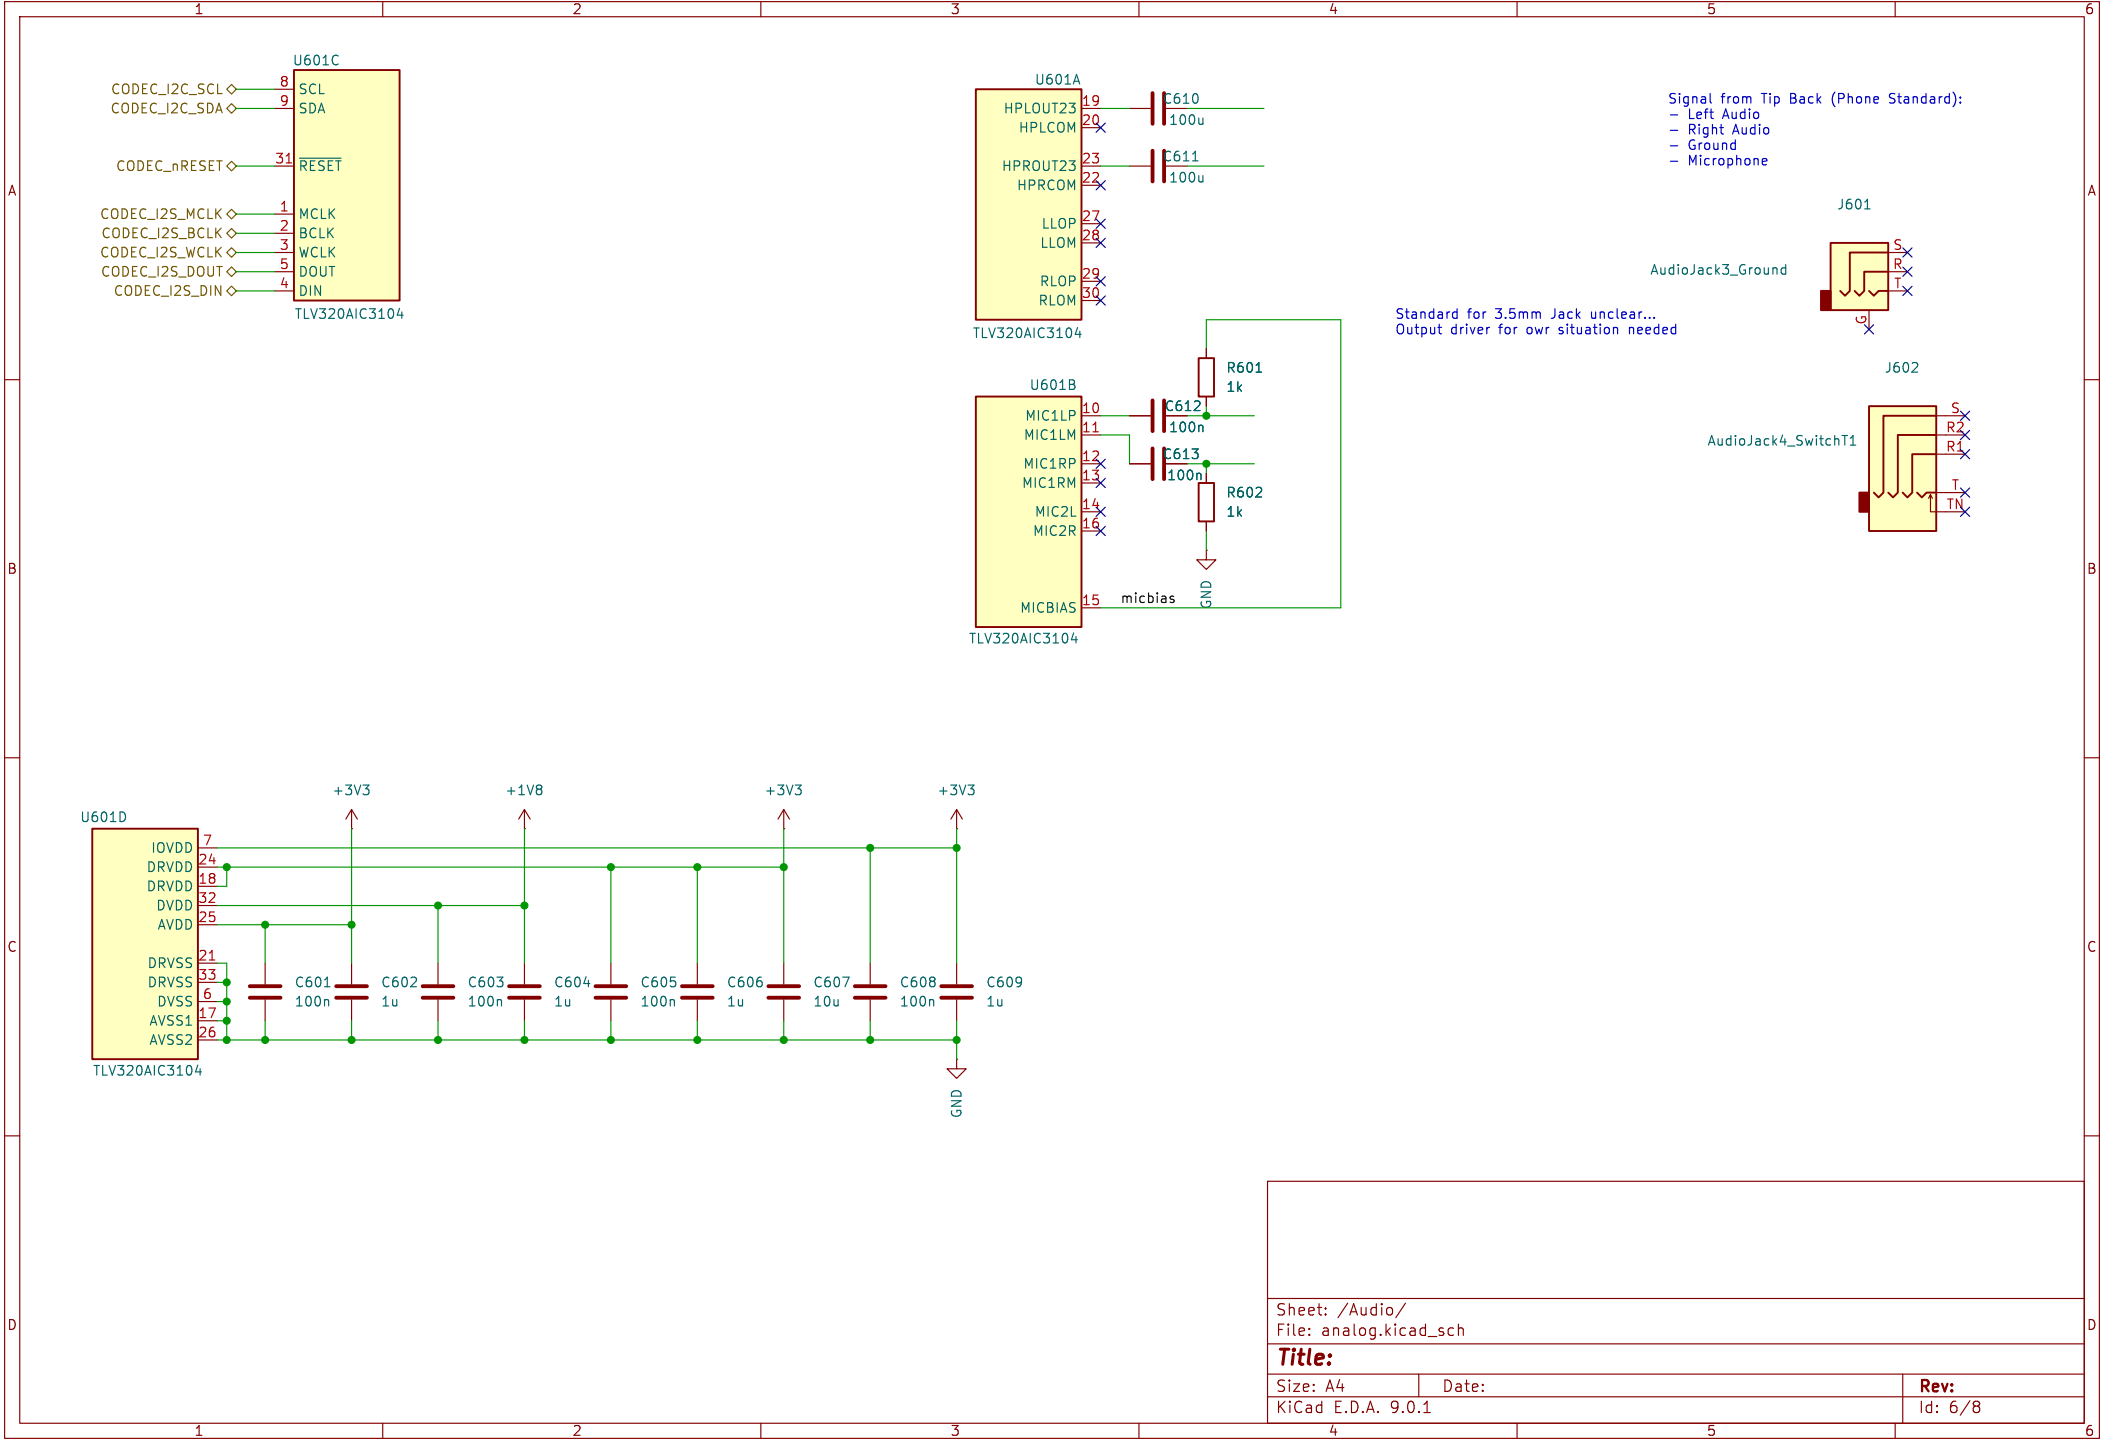 1 2 3 4 5 6
U601C
CODEC_I2C_SCL 8 SCL
CODEC_I2C_SDA 9 SDA
CODEC_nRESET 31 RESET
CODEC_I2S_MCLK 1 MCLK
CODEC_I2S_BCLK 2 BCLK
CODEC_I2S_WCLK 3 WCLK
CODEC_I2S_DOUT 5 DOUT
CODEC_I2S_DIN 4 DIN
TLV320AIC3104
U601A
HPLOUT23 19 C610
100u
HPLCOM 20
HPROUT23 23 C611
100u
HPRCOM 22
LLOP 27
LLOM 28
RLOP 29
RLOM 30
TLV320AIC3104
Signal from Tip Back (Phone Standard):
- Left Audio
- Right Audio
- Ground
- Microphone
A A
J601
AudioJack3_Ground
S
R
T
G
Standard for 3.5mm Jack unclear...
Output driver for owr situation needed
J602
AudioJack4_SwitchT1
S
R2
R1
T
TN
R601
1k
U601B
MIC1LP 10 C612
100n
MIC1LM 11
MIC1RP 12 C613
MIC1RM 13 100n
R602
1k
MIC2L 14
MIC2R 16
GND
micbias
MICBIAS 15
TLV320AIC3104
B B
+3V3 +1V8 +3V3 +3V3
U601D
IOVDD 7
DRVDD 24
DRVDD 18
DVDD 32
AVDD 25
DRVSS 21
DRVSS 33
DVSS 6
AVSS1 17
AVSS2 26
TLV320AIC3104
C C
C601 C602 C603 C604 C605 C606 C607 C608 C609
100n 1u 100n 1u 100n 1u 10u 100n 1u
GND
D D
Sheet: /Audio/
File: analog.kicad_sch
Title:
Size: A4 Date: Rev:
KiCad E.D.A. 9.0.1 Id: 6/8
1 2 3 4 5 6